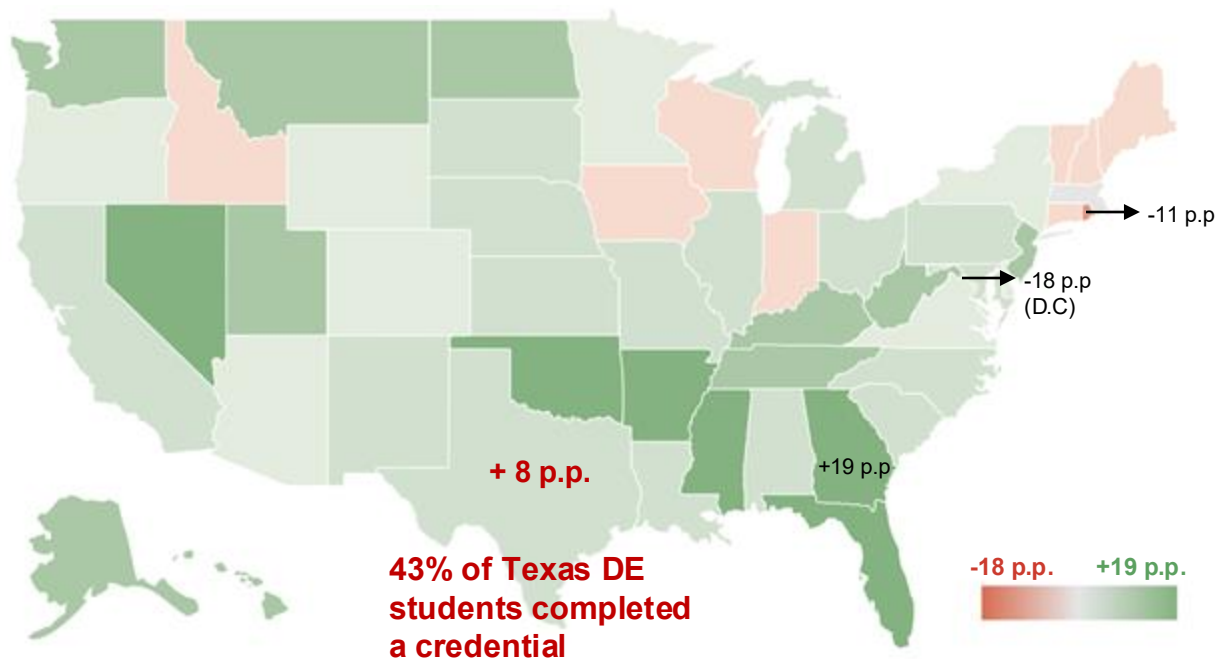 -11 p.p
-18 p.p
(D.C)
+ 8 p.p.
+19 p.p
43% of Texas DE
students completed
a credential
-18 p.p. +19 p.p.